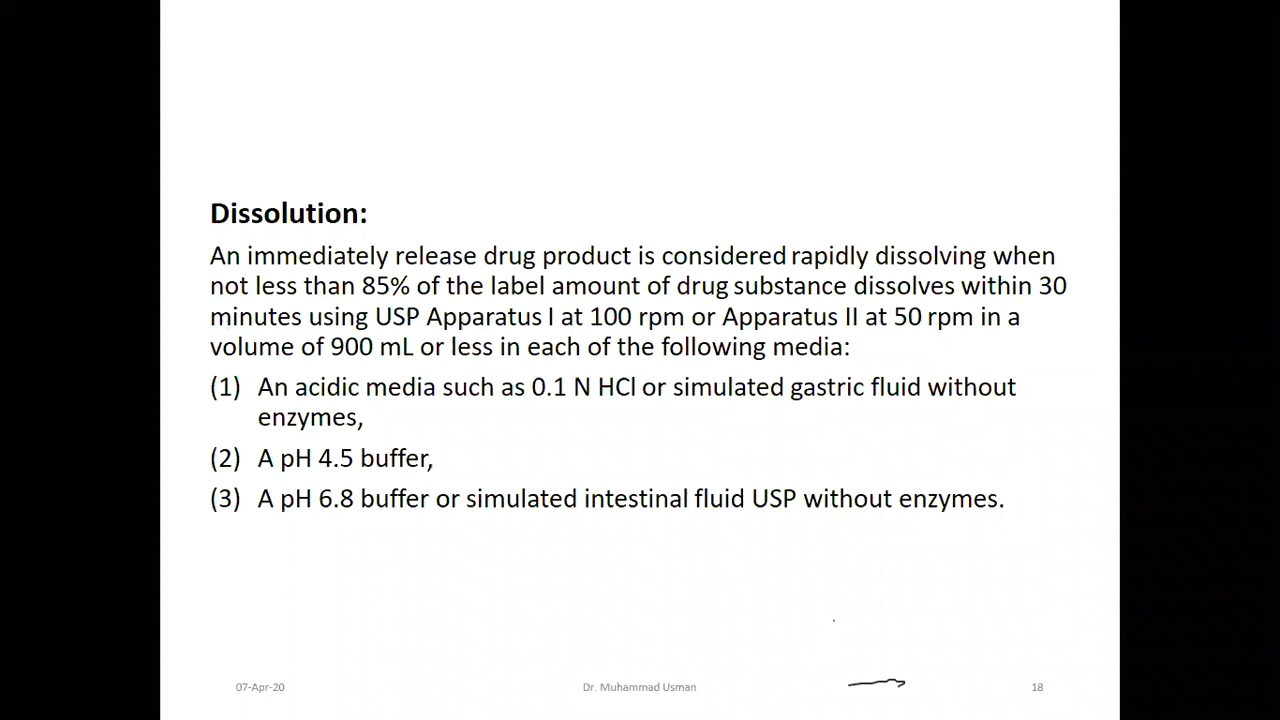 Dissolution:
An immediately release drug product is considered rapidly dissolving when
not less than 85% of the label amount of drug substance dissolves within 30
minutes using USP Apparatus I at 100 rpm or Apparatus II at 50 rpm in a
volume of 900 mL or less in each of the following media:
(1) An acidic media such as 0.1 N HCl or simulated gastric fluid without
enzymes,
(2) A pH 4.5 buffer,
(3) A pH 6.8 buffer or simulated intestinal fluid USP without enzymes.
07-Apr-20 Dr. Muhammad Usman 18